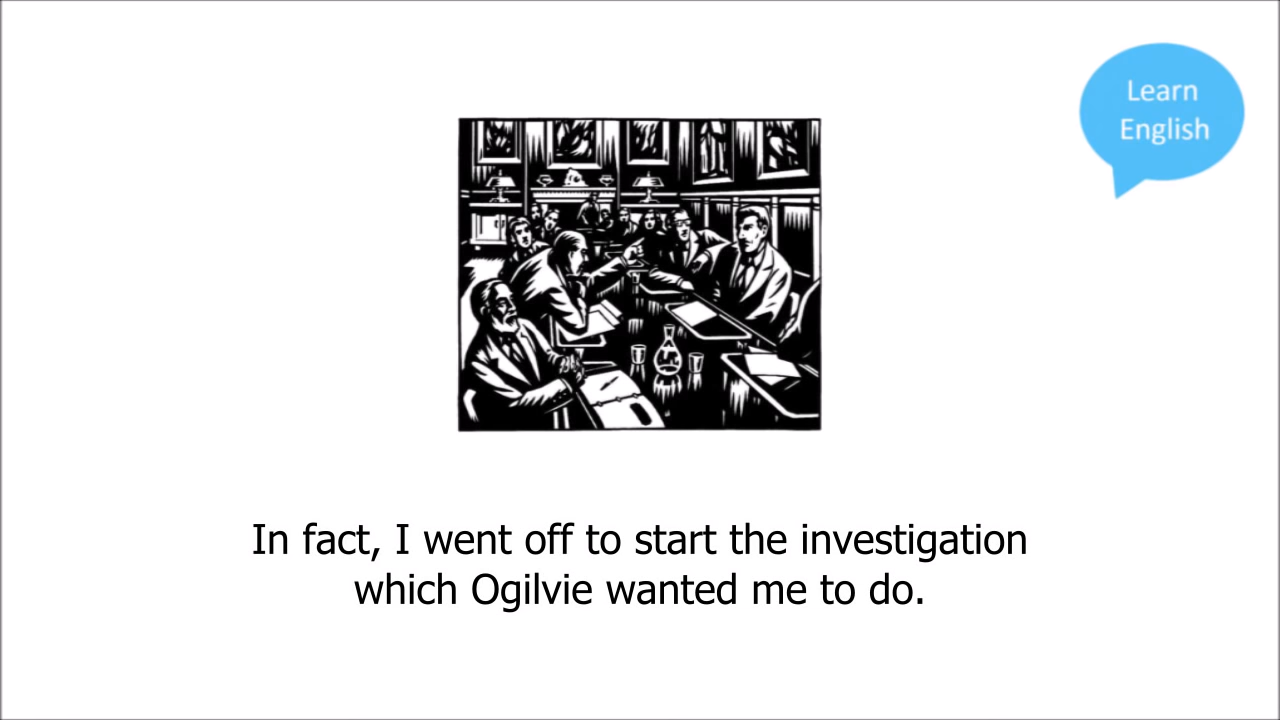 Learn
English
In fact, I went off to start the investigation
which Ogilvie wanted me to do.